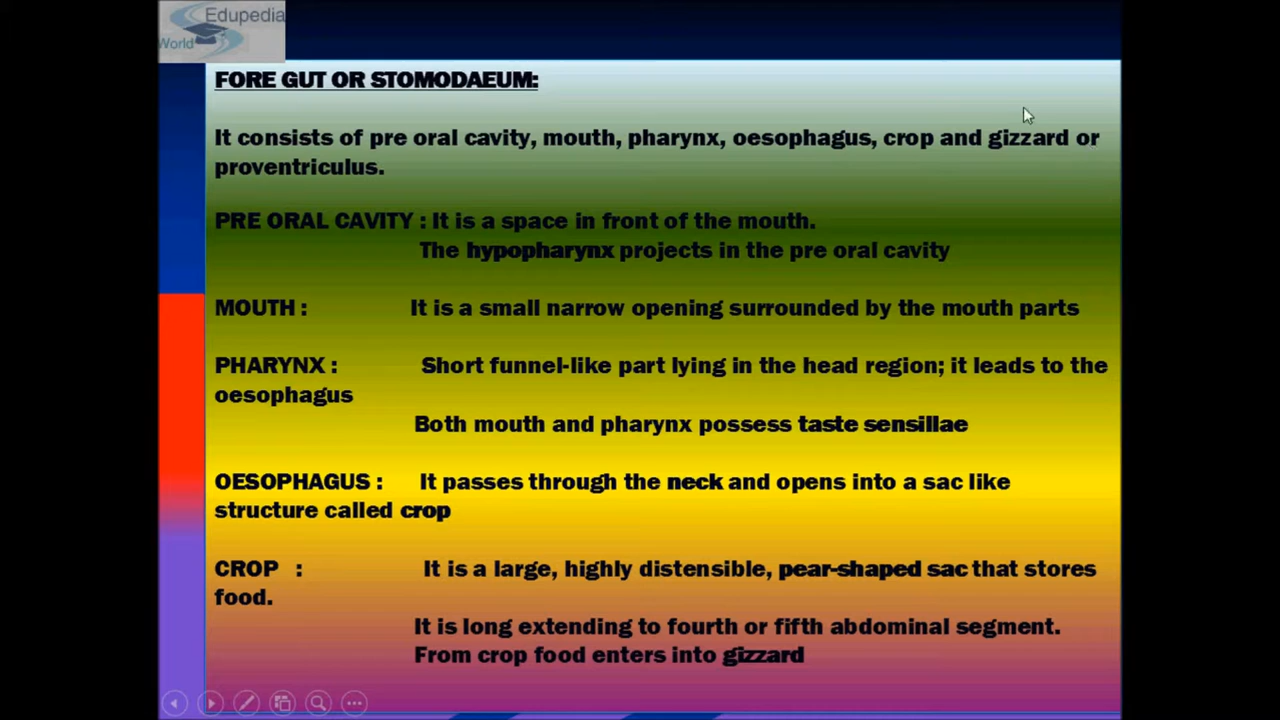 Edupedia
World
FORE GUT OR STOMODAEUM:
It consists of pre oral cavity, mouth, pharynx, oesophagus, crop and gizzard or
proventriculus.
PRE ORAL CAVITY : It is a space in front of the mouth.
The hypopharynx projects in the pre oral cavity
MOUTH : It is a small narrow opening surrounded by the mouth parts
PHARYNX : Short funnel-like part lying in the head region; it leads to the
oesophagus
Both mouth and pharynx possess taste sensillae
OESOPHAGUS : It passes through the neck and opens into a sac like
structure called crop
CROP : It is a large, highly distensible, pear-shaped sac that stores
food.
It is long extending to fourth or fifth abdominal segment.
From crop food enters into gizzard